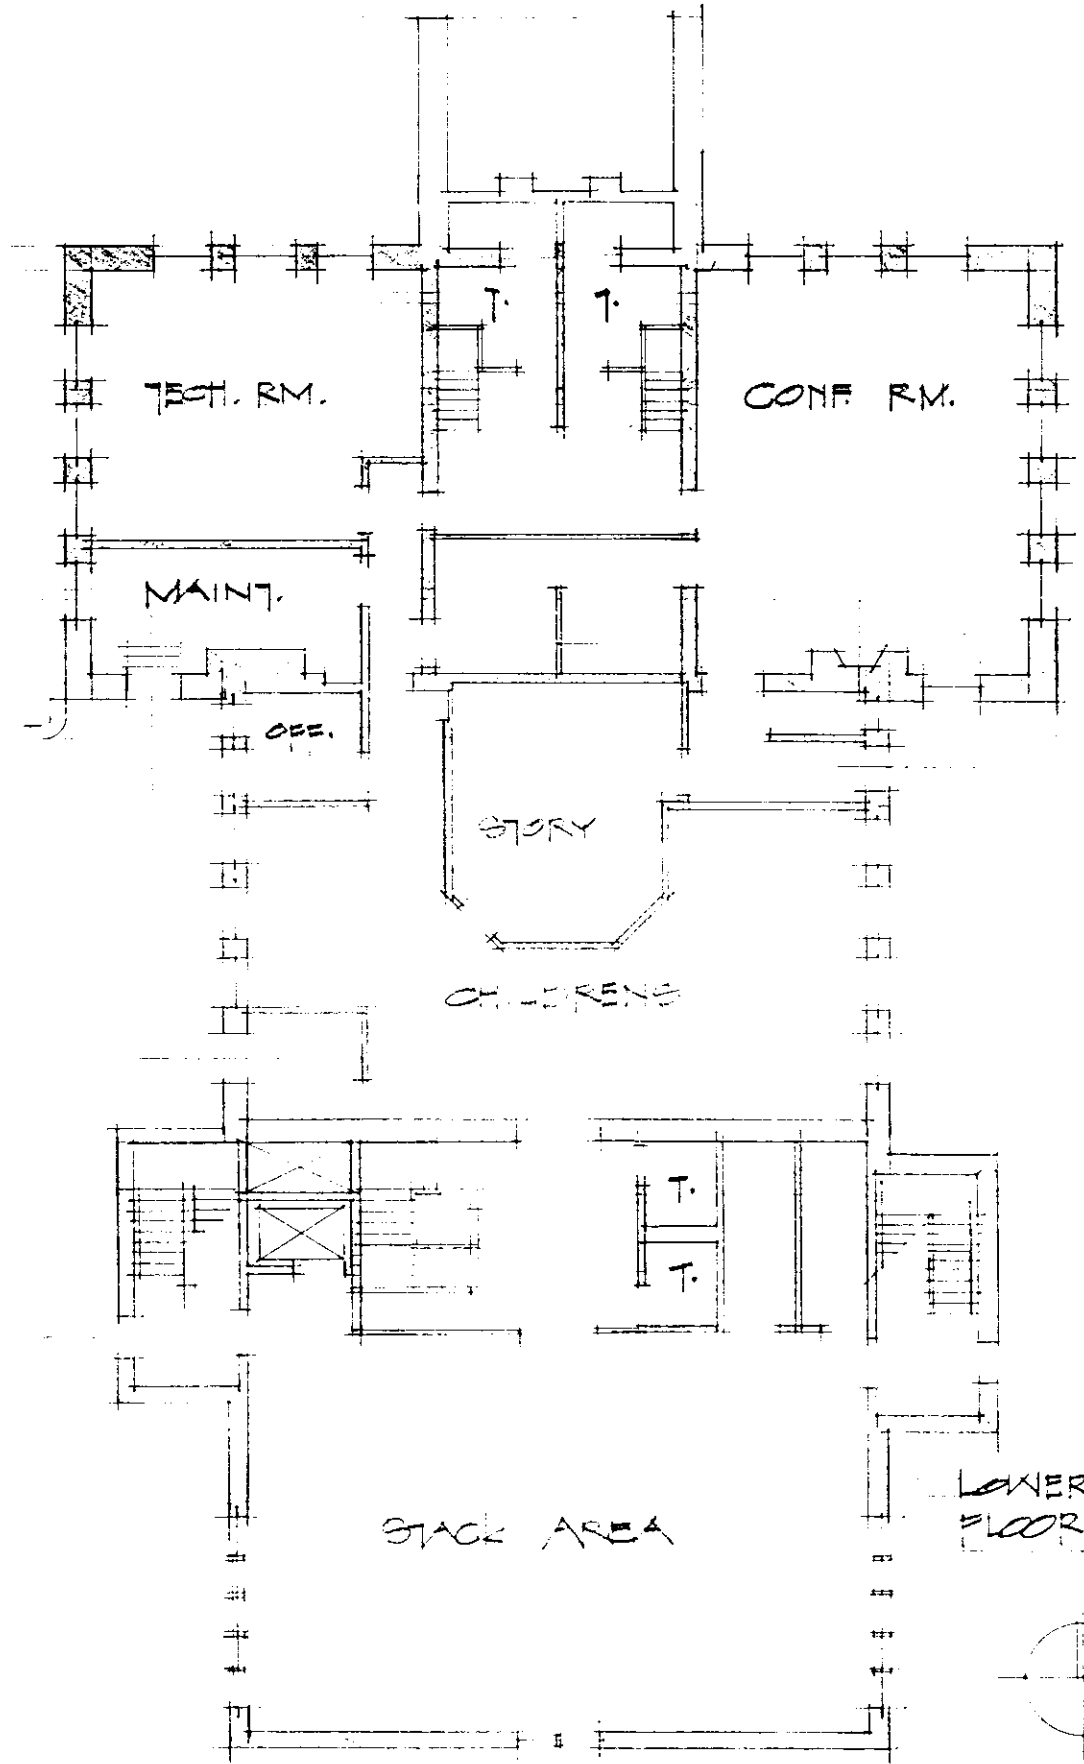 T. T.
TECH. RM.
CONF. RM.
MAINT.
OFF.
STORY
CHILDRENS
T.
T.
STACK AREA
LOWER
FLOOR